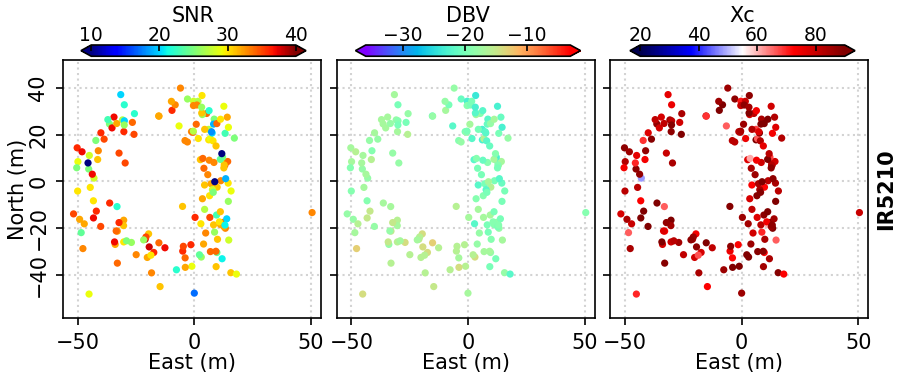 SNR DBV Xc
10 20 30 40 −30 −20 −10 20 40 60 80
40
20
0
−20
−40
North (m)
IR5210
−50 0 50 −50 0 50 −50 0 50
East (m) East (m) East (m)